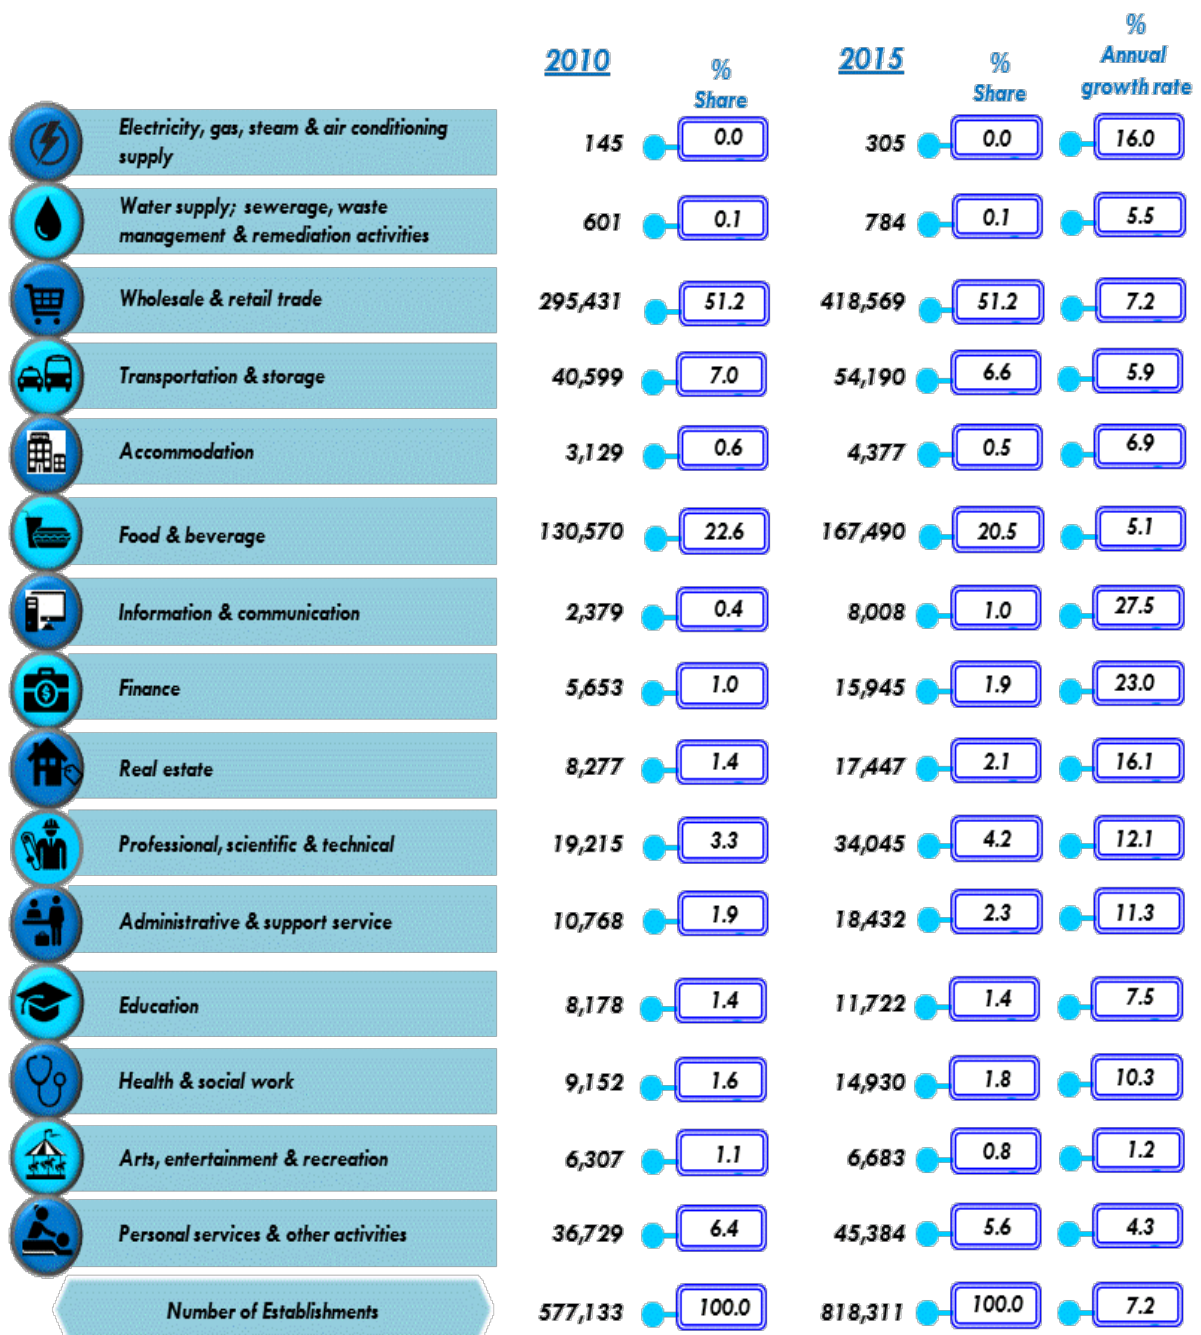 %
2010 % 2015 % Annual
Share Share growth rate
Electricity, gas, steam & air conditioning
supply 145 0.0 305 0.0 16.0
Water supply; sewerage, waste
management & remediation activities 601 0.1 784 0.1 5.5
Wholesale & retail trade 295,431 51.2 418,569 51.2 7.2
Transportation & storage 40,599 7.0 54,190 6.6 5.9
Accommodation 3,129 0.6 4,377 0.5 6.9
Food & beverage 130,570 22.6 167,490 20.5 5.1
Information & communication 2,379 0.4 8,008 1.0 27.5
Finance 5,653 1.0 15,945 1.9 23.0
Real estate 8,277 1.4 17,447 2.1 16.1
Professional, scientific & technical 19,215 3.3 34,045 4.2 12.1
Administrative & support service 10,768 1.9 18,432 2.3 11.3
Education 8,178 1.4 11,722 1.4 7.5
Health & social work 9,152 1.6 14,930 1.8 10.3
Arts, entertainment & recreation 6,307 1.1 6,683 0.8 1.2
Personal services & other activities 36,729 6.4 45,384 5.6 4.3
Number of Establishments 577,133 100.0 818,311 100.0 7.2